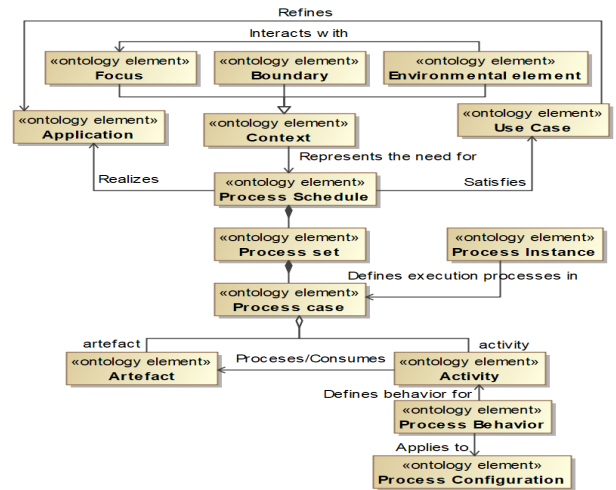 Refines
Interacts with
«ontology element»
Focus
«ontology element»
Boundary
«ontology element»
Environmental element
«ontology element»
Application
«ontology element»
Context
«ontology element»
Use Case
Represents the need for
Realizes
«ontology element»
Process Schedule
Satisfies
«ontology element»
Process set
«ontology element»
Process Instance
Defines execution processes in
«ontology element»
Process case
artefact
activity
«ontology element»
Artefact
Proceses/Consumes
«ontology element»
Activity
Defines behavior for
«ontology element»
Process Behavior
Applies to
«ontology element»
Process Configuration